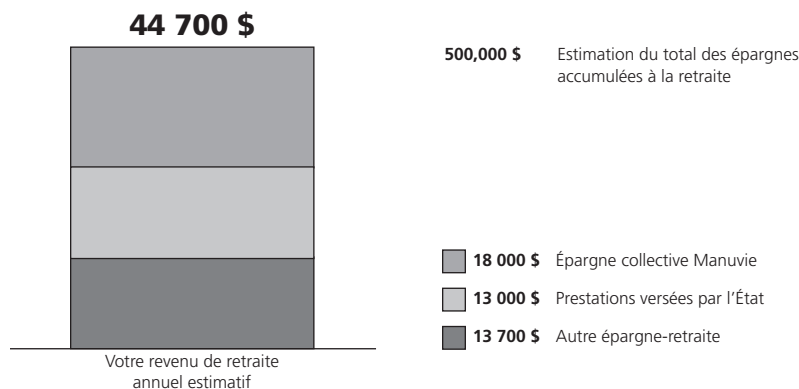 44 700 $
500,000 $ Estimation du total des épargnes
accumulées à la retraite
18 000 $ Épargne collective Manuvie
13 000 $ Prestations versées par l’État
13 700 $ Autre épargne-retraite
Votre revenu de retraite
annuel estimatif